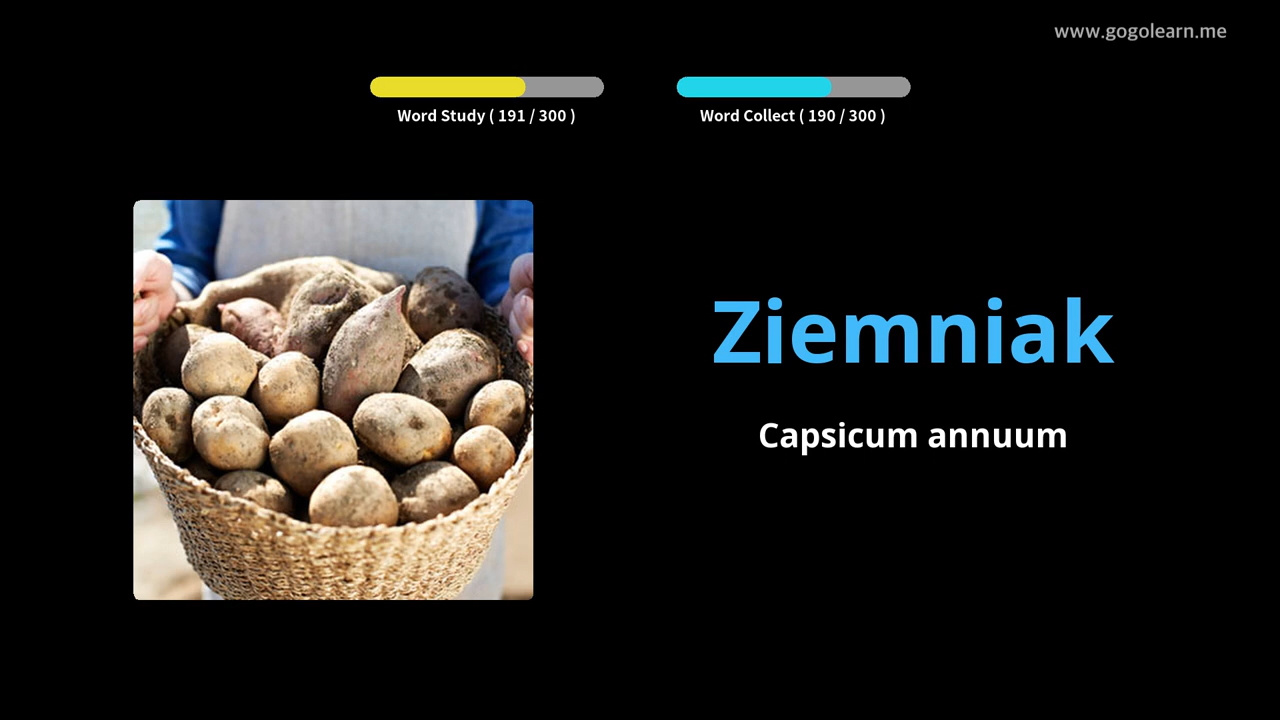 www.gogolearn.me
Word Study ( 191 / 300 )
Word Collect ( 190 / 300 )
Ziemniak
Capsicum annuum